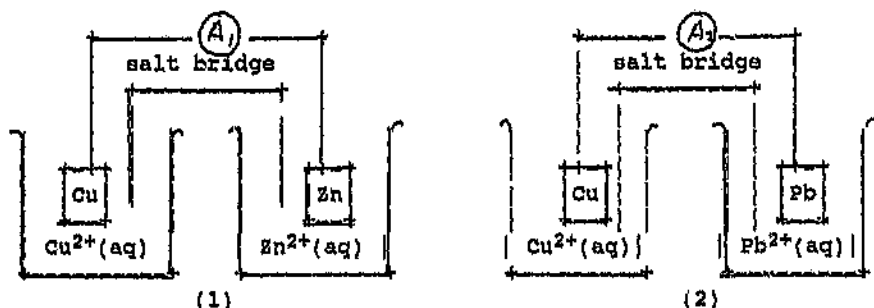 A₁ A₂
salt bridge salt bridge
Cu Zn Cu Pb
Cu²⁺(aq) Zn²⁺(aq) Cu²⁺(aq) Pb²⁺(aq)
(1) (2)